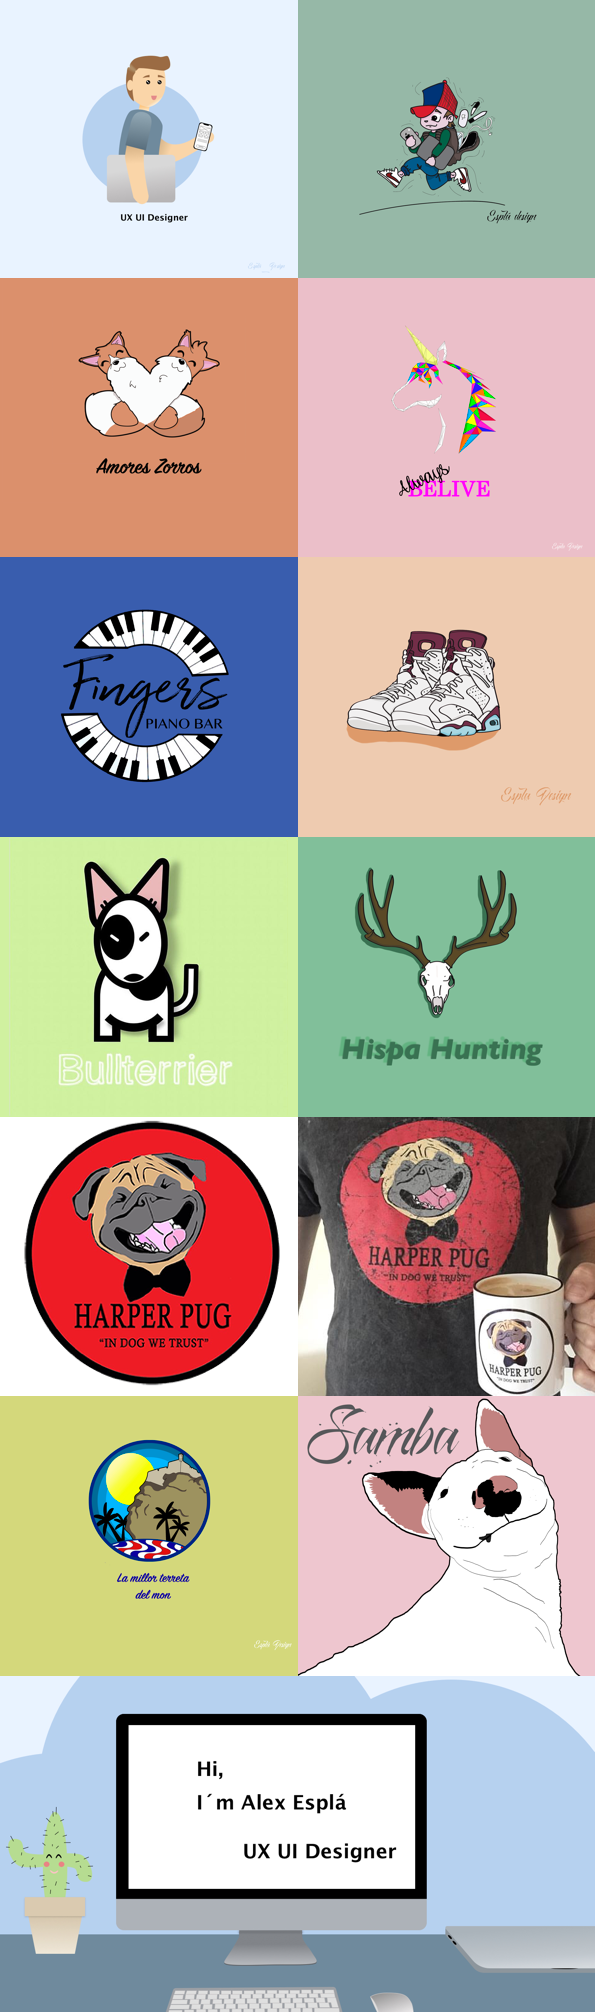 UX UI Designer
Esplá Design
Esplá design
Amores Zorros
Always
BELIVE
Esplá Design
Fingers
PIANO BAR
Esplá Design
Bullterrier
Hispa Hunting
HARPER PUG
“IN DOG WE TRUST”
HARPER PUG
“IN DOG WE TRUST”
HARPER PUG
“IN DOG WE TRUST”
La millor terreta
del mon
Esplá Design
Samba
Hi,
I´m Alex Esplá
UX UI Designer